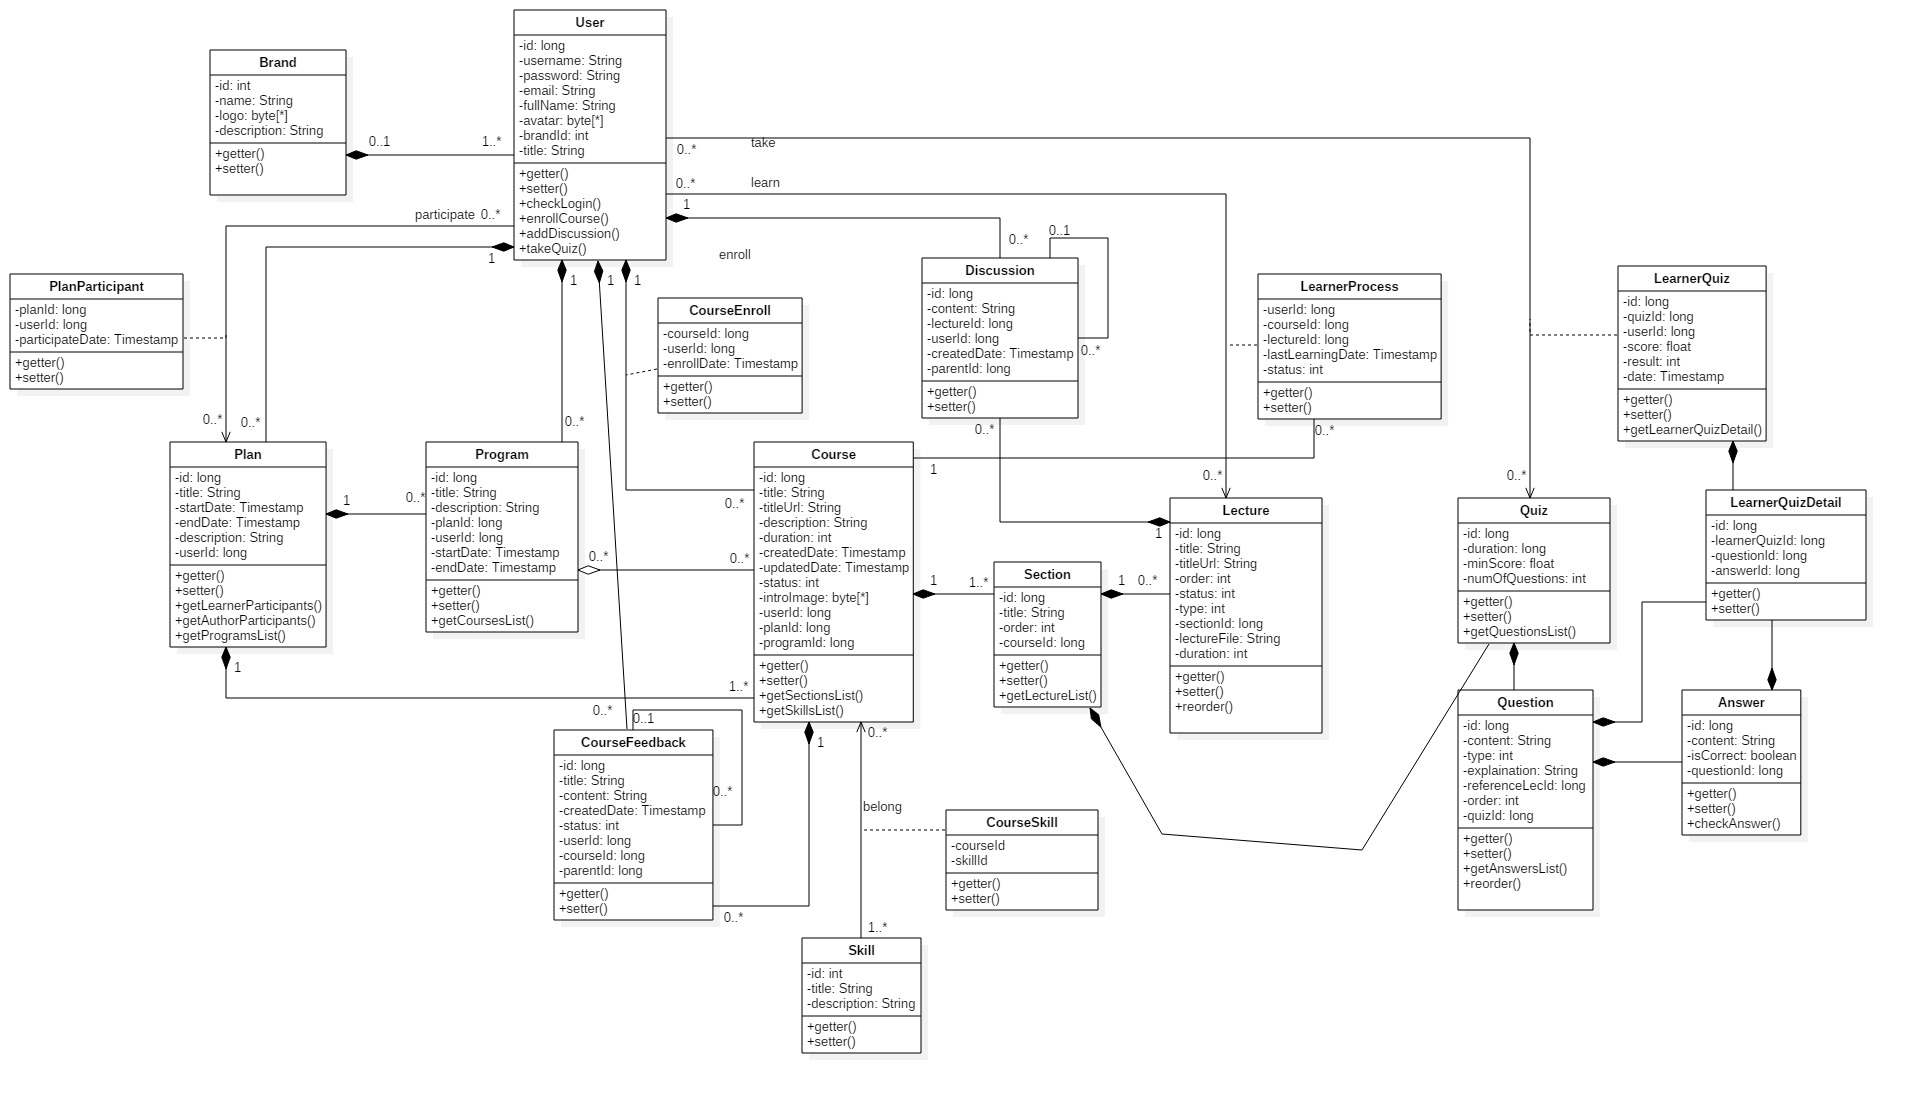 User
-id: long
-username: String
-password: String
-email: String
-fullName: String
-avatar: byte[*]
-brandId: int
-title: String
+getter()
+setter()
+checkLogin()
+enrollCourse()
+addDiscussion()
+takeQuiz()
Brand
-id: int
-name: String
-logo: byte[*]
-description: String
+getter()
+setter()
0..1
1..*
take
0..*
learn
0..*
1
participate
0..*
1
1
1
1
enroll
PlanParticipant
-planId: long
-userId: long
-participateDate: Timestamp
+getter()
+setter()
CourseEnroll
-courseId: long
-userId: long
-enrollDate: Timestamp
+getter()
+setter()
0..*
0..1
Discussion
-id: long
-content: String
-lectureId: long
-userId: long
-createdDate: Timestamp
-parentId: long
+getter()
+setter()
0..*
0..*
LearnerProcess
-userId: long
-courseId: long
-lectureId: long
-lastLearningDate: Timestamp
-status: int
+getter()
+setter()
0..*
LearnerQuiz
-id: long
-quizId: long
-userId: long
-score: float
-result: int
-date: Timestamp
+getter()
+setter()
+getLearnerQuizDetail()
0..*
0..*
0..*
Plan
-id: long
-title: String
-startDate: Timestamp
-endDate: Timestamp
-description: String
-userId: long
+getter()
+setter()
+getLearnerParticipants()
+getAuthorParticipants()
+getProgramsList()
1
0..*
Program
-id: long
-title: String
-description: String
-planId: long
-userId: long
-startDate: Timestamp
-endDate: Timestamp
+getter()
+setter()
+getCoursesList()
0..*
0..*
0..*
Course
-id: long
-title: String
-titleUrl: String
-description: String
-duration: int
-createdDate: Timestamp
-updatedDate: Timestamp
-status: int
-introImage: byte[*]
-userId: long
-planId: long
-programId: long
+getter()
+setter()
+getSectionsList()
+getSkillsList()
1
0..*
0..*
1
Lecture
-id: long
-title: String
-titleUrl: String
-order: int
-status: int
-type: int
-sectionId: long
-lectureFile: String
-duration: int
+getter()
+setter()
+reorder()
1
1..*
Section
-id: long
-title: String
-order: int
-courseId: long
+getter()
+setter()
+getLectureList()
1
0..*
Quiz
-id: long
-duration: long
-minScore: float
-numOfQuestions: int
+getter()
+setter()
+getQuestionsList()
LearnerQuizDetail
-id: long
-learnerQuizId: long
-questionId: long
-answerId: long
+getter()
+setter()
1
1..*
0..*
0..1
CourseFeedback
-id: long
-title: String
-content: String
-createdDate: Timestamp
-status: int
-userId: long
-courseId: long
-parentId: long
+getter()
+setter()
0..*
0..*
1
0..*
belong
1..*
CourseSkill
-courseId
-skillId
+getter()
+setter()
Question
-id: long
-content: String
-type: int
-explaination: String
-referenceLecId: long
-order: int
-quizId: long
+getter()
+setter()
+getAnswersList()
+reorder()
Answer
-id: long
-content: String
-isCorrect: boolean
-questionId: long
+getter()
+setter()
+checkAnswer()
Skill
-id: int
-title: String
-description: String
+getter()
+setter()